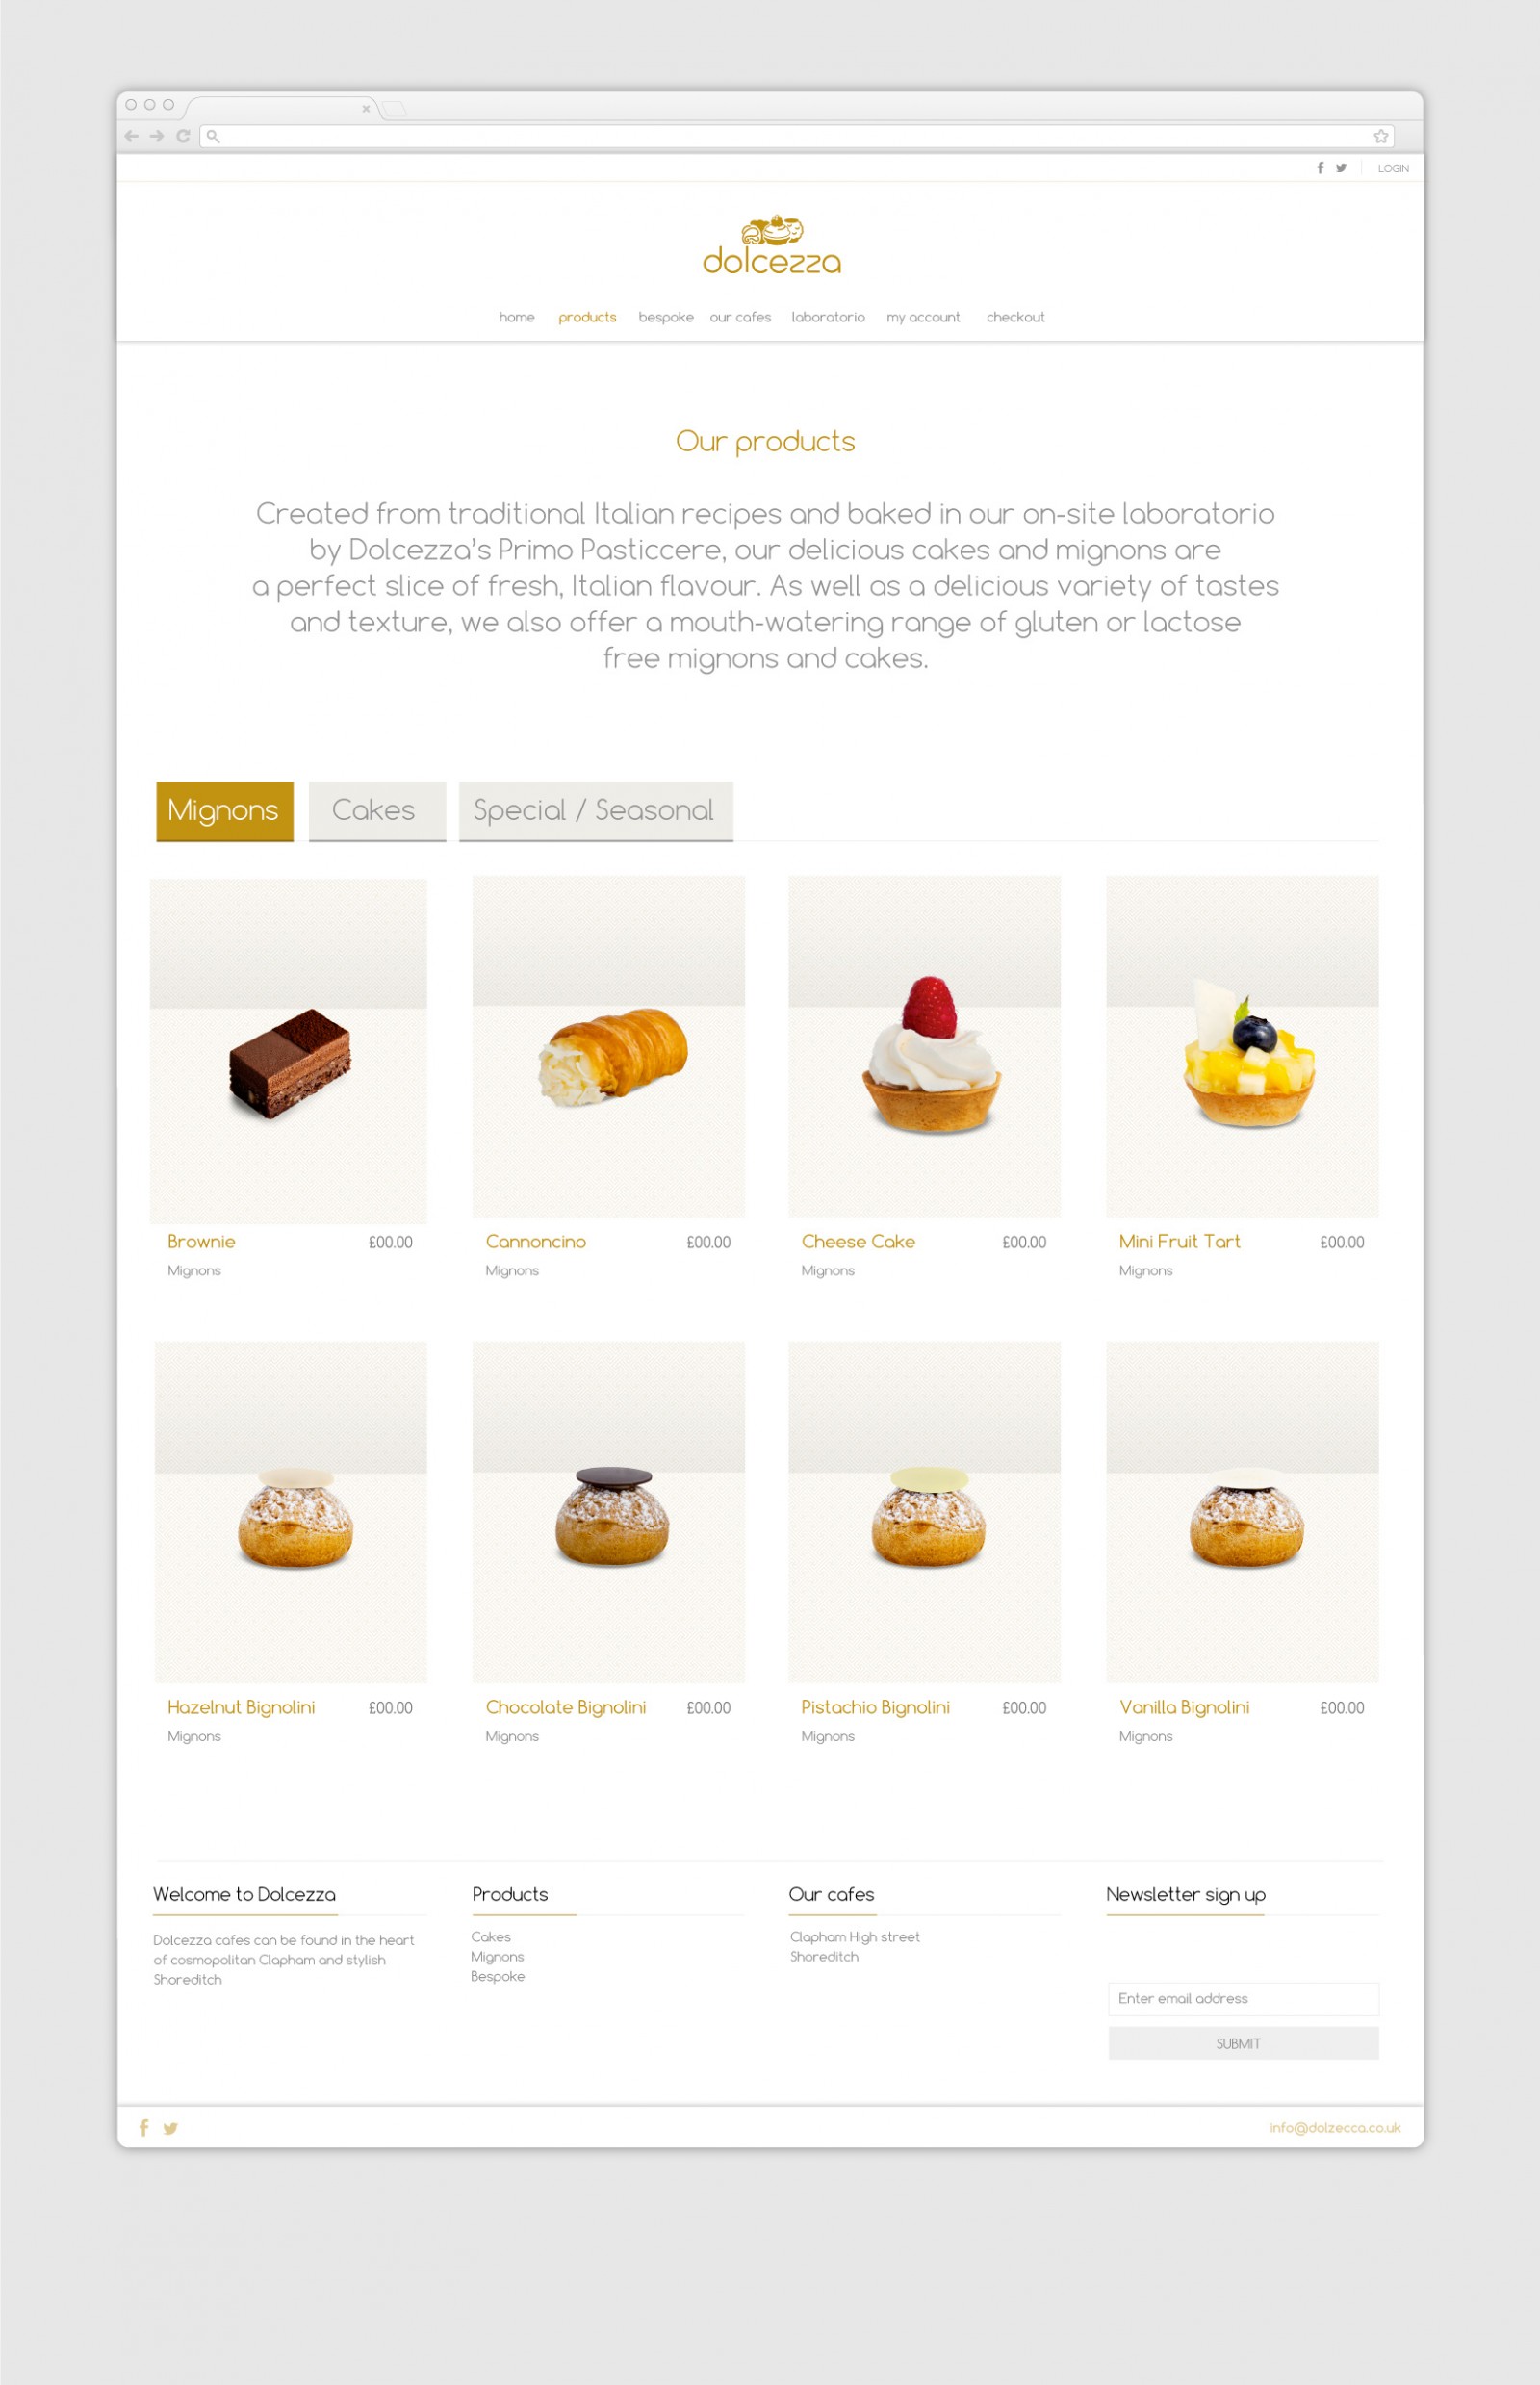 LOGIN
dolcezza
home products bespoke our cafes laboratorio my account checkout
Our products
Created from traditional Italian recipes and baked in our on-site laboratorio
by Dolcezza's Primo Pasticcere, our delicious cakes and mignons are
a perfect slice of fresh, Italian flavour. As well as a delicious variety of tastes
and texture, we also offer a mouth-watering range of gluten or lactose
free mignons and cakes.
Mignons Cakes Special / Seasonal
Brownie £00.00
Mignons
Cannoncino £00.00
Mignons
Cheese Cake £00.00
Mignons
Mini Fruit Tart £00.00
Mignons
Hazelnut Bignolini £00.00
Mignons
Chocolate Bignolini £00.00
Mignons
Pistachio Bignolini £00.00
Mignons
Vanilla Bignolini £00.00
Mignons
Welcome to Dolcezza
Dolcezza cafes can be found in the heart
of cosmopolitan Clapham and stylish
Shoreditch
Products
Cakes
Mignons
Bespoke
Our cafes
Clapham High street
Shoreditch
Newsletter sign up
Enter email address
SUBMIT
info@dolzecca.co.uk